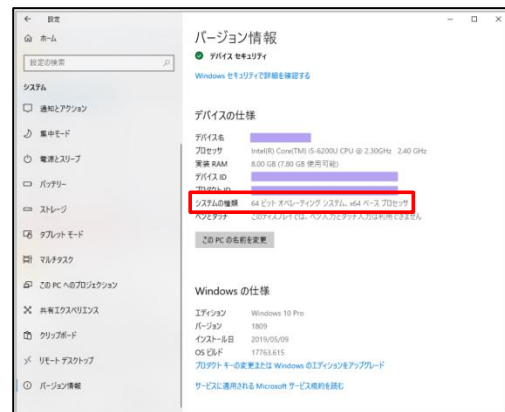 ← 設定
ホーム
設定の検索
システム
通知とアクション
集中モード
電源とスリープ
バッテリー
ストレージ
タブレット モード
マルチタスク
この PC へのプロジェクション
共有エクスペリエンス
クリップボード
リモート デスクトップ
バージョン情報
バージョン情報
デバイス セキュリティ
Windows セキュリティで詳細を確認する
デバイスの仕様
デバイス名
プロセッサ Intel(R) Core(TM) i5-6200U CPU @ 2.30GHz 2.40 GHz
実装 RAM 8.00 GB (7.80 GB 使用可能)
デバイス ID
プロダクト ID
システムの種類 64 ビット オペレーティング システム、x64 ベース プロセッサ
ペンとタッチ このディスプレイでは、ペン入力とタッチ入力は利用できません
この PC の名前を変更
Windows の仕様
エディション Windows 10 Pro
バージョン 1809
インストール日 2019/05/09
OS ビルド 17763.615
プロダクト キーの変更または Windows のエディションをアップグレード
サービスに適用される Microsoft サービス規約を読む